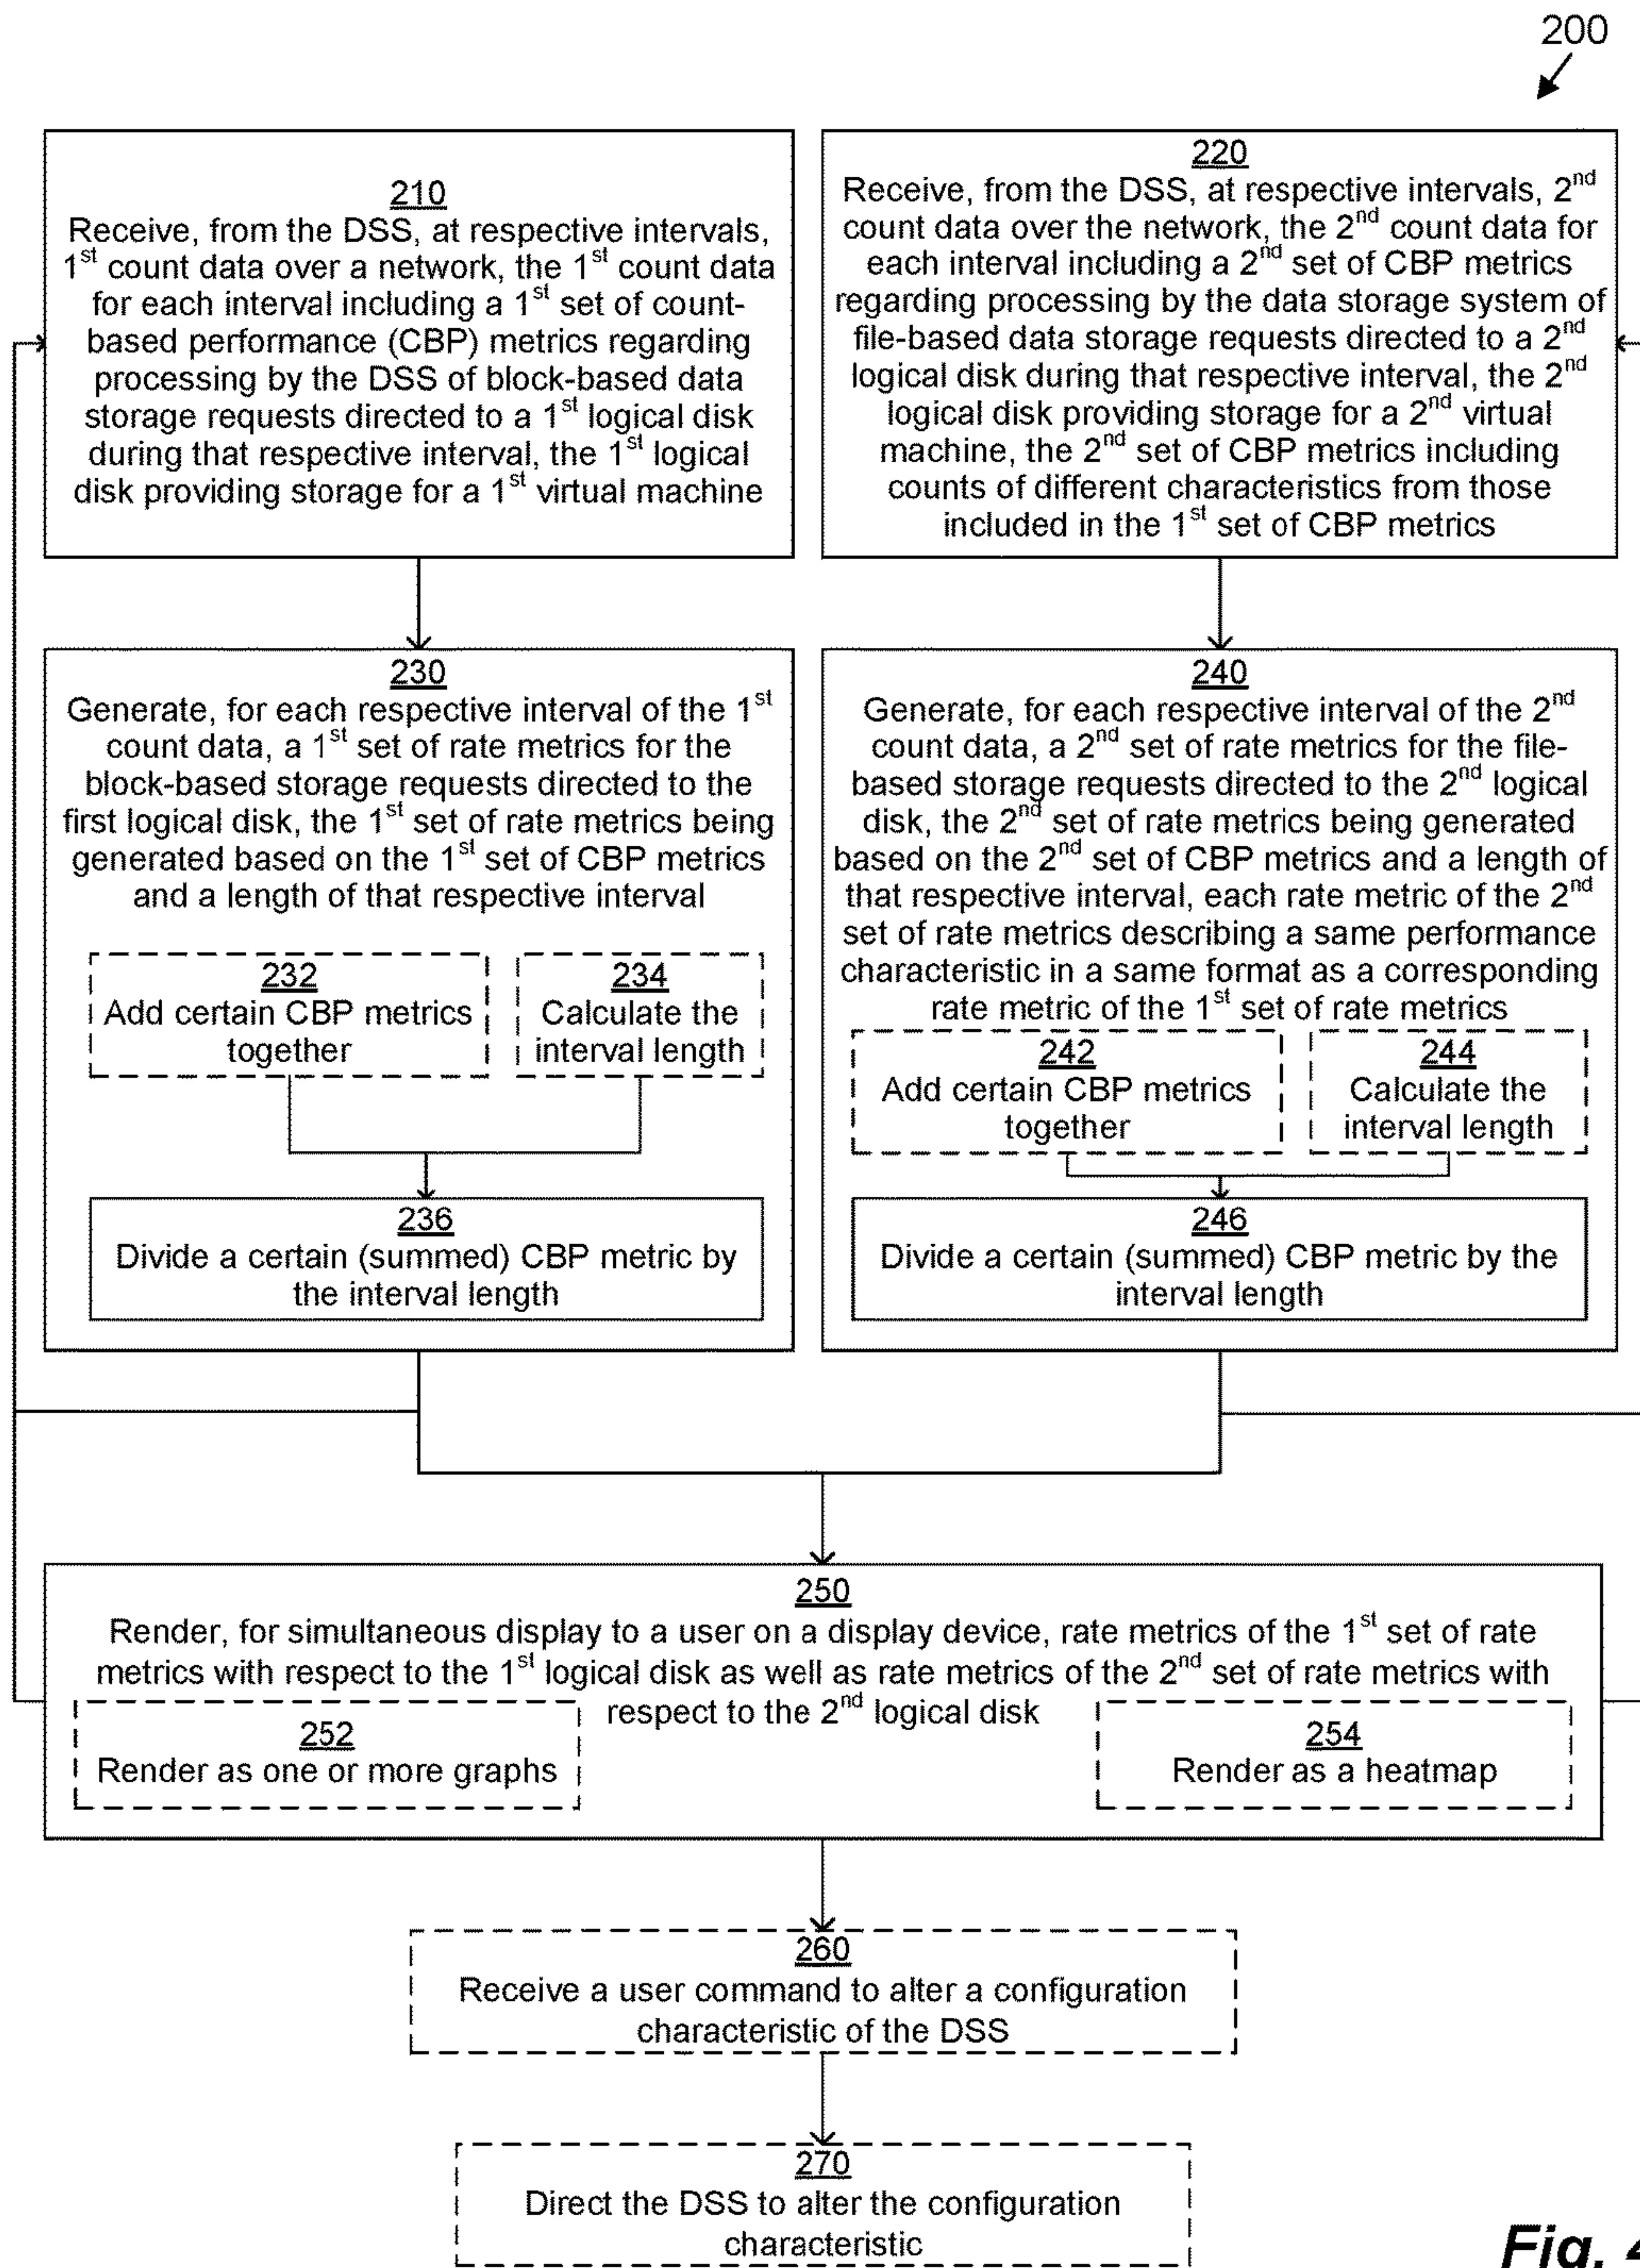 200
210
Receive, from the DSS, at respective intervals,
1st count data over a network, the 1st count data
for each interval including a 1st set of count-
based performance (CBP) metrics regarding
processing by the DSS of block-based data
storage requests directed to a 1st logical disk
during that respective interval, the 1st logical
disk providing storage for a 1st virtual machine
220
Receive, from the DSS, at respective intervals, 2nd
count data over the network, the 2nd count data for
each interval including a 2nd set of CBP metrics
regarding processing by the data storage system of
file-based data storage requests directed to a 2nd
logical disk during that respective interval, the 2nd
logical disk providing storage for a 2nd virtual
machine, the 2nd set of CBP metrics including
counts of different characteristics from those
included in the 1st set of CBP metrics
230
Generate, for each respective interval of the 1st
count data, a 1st set of rate metrics for the
block-based storage requests directed to the
first logical disk, the 1st set of rate metrics being
generated based on the 1st set of CBP metrics
and a length of that respective interval
232
Add certain CBP metrics
together
234
Calculate the
interval length
236
Divide a certain (summed) CBP metric by
the interval length
240
Generate, for each respective interval of the 2nd
count data, a 2nd set of rate metrics for the file-
based storage requests directed to the 2nd logical
disk, the 2nd set of rate metrics being generated
based on the 2nd set of CBP metrics and a length of
that respective interval, each rate metric of the 2nd
set of rate metrics describing a same performance
characteristic in a same format as a corresponding
rate metric of the 1st set of rate metrics
242
Add certain CBP metrics
together
244
Calculate the
interval length
246
Divide a certain (summed) CBP metric by the
interval length
250
Render, for simultaneous display to a user on a display device, rate metrics of the 1st set of rate
metrics with respect to the 1st logical disk as well as rate metrics of the 2nd set of rate metrics with
respect to the 2nd logical disk
252
Render as one or more graphs
254
Render as a heatmap
260
Receive a user command to alter a configuration
characteristic of the DSS
270
Direct the DSS to alter the configuration
characteristic
Fig.